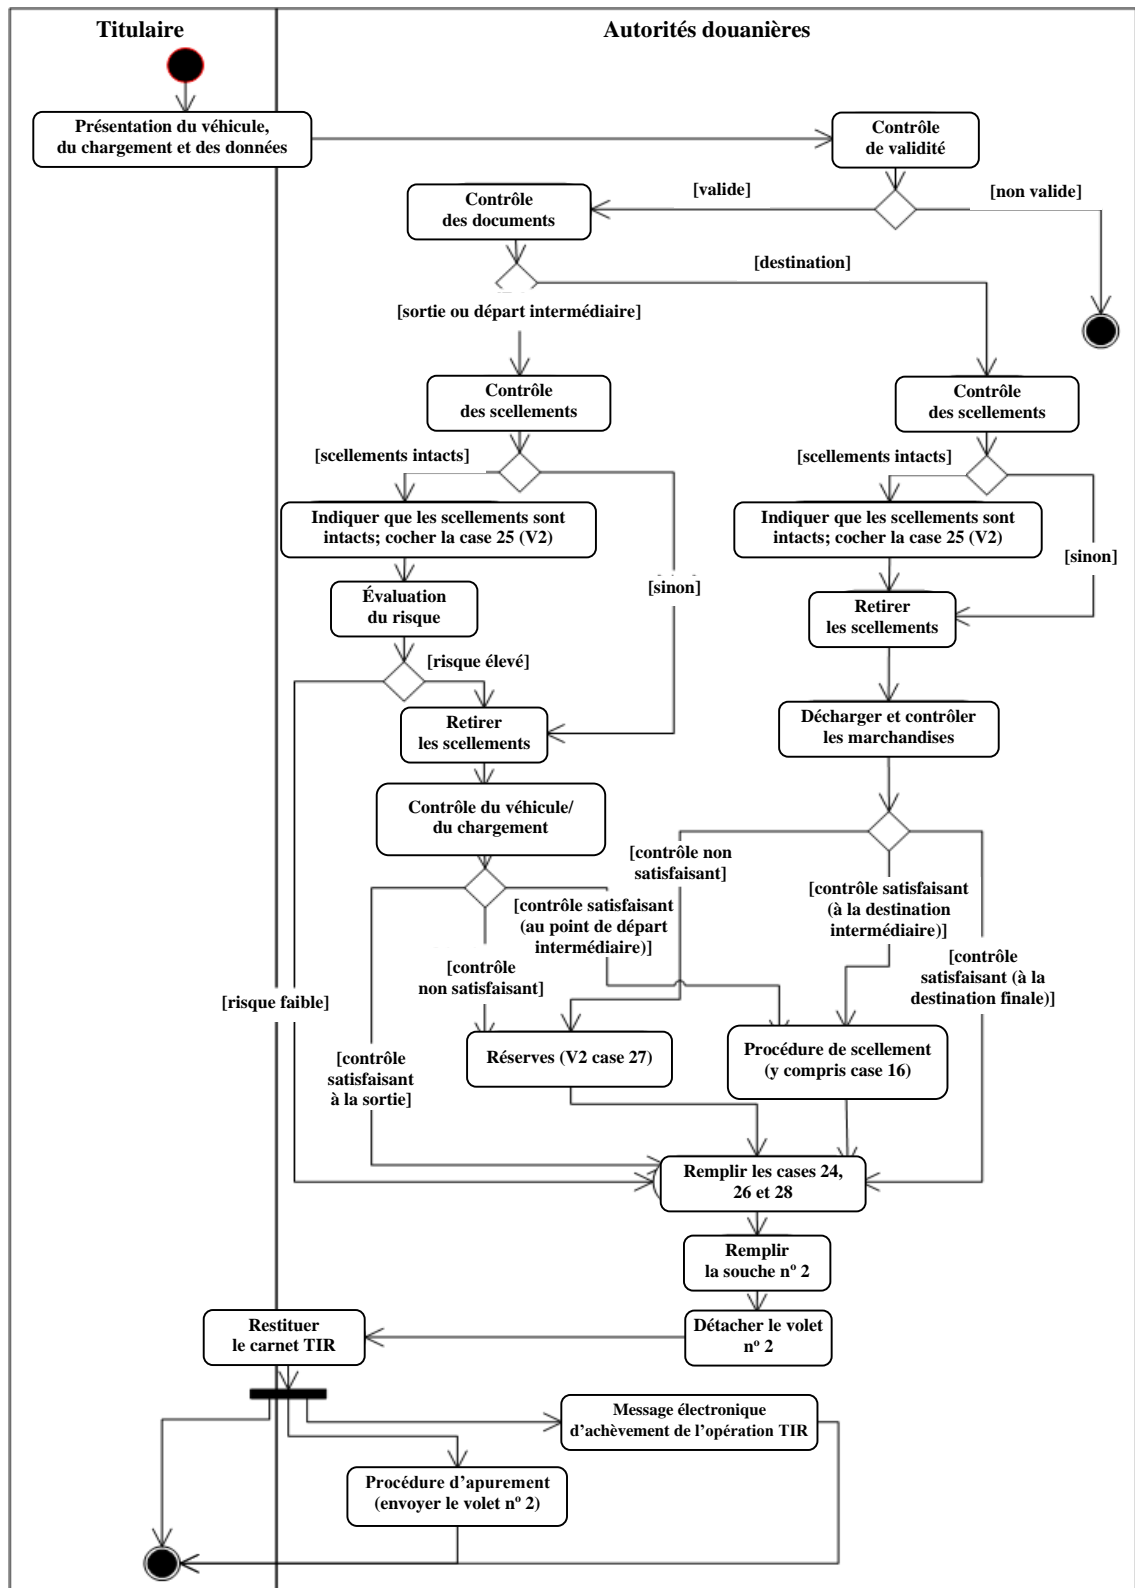 Titulaire
Autorités douanières
Présentation du véhicule,
du chargement et des données
Contrôle
de validité
[valide]
[non valide]
Contrôle
des documents
[destination]
[sortie ou départ intermédiaire]
Contrôle
des scellements
Contrôle
des scellements
[scellements intacts]
[scellements intacts]
Indiquer que les scellements sont
intacts; cocher la case 25 (V2)
Indiquer que les scellements sont
intacts; cocher la case 25 (V2)
[sinon]
[sinon]
Évaluation
du risque
Retirer
les scellements
[risque élevé]
Retirer
les scellements
Décharger et contrôler
les marchandises
Contrôle du véhicule/
du chargement
[contrôle non
satisfaisant]
[contrôle satisfaisant
(au point de départ
intermédiaire)]
[contrôle satisfaisant
(à la destination
intermédiaire)]
[contrôle
non satisfaisant]
[contrôle
satisfaisant (à la
destination finale)]
[risque faible]
[contrôle
satisfaisant
à la sortie]
Réserves (V2 case 27)
Procédure de scellement
(y compris case 16)
Remplir les cases 24,
26 et 28
Remplir
la souche nº 2
Restituer
le carnet TIR
Détacher le volet
nº 2
Message électronique
d’achèvement de l’opération TIR
Procédure d’apurement
(envoyer le volet nº 2)